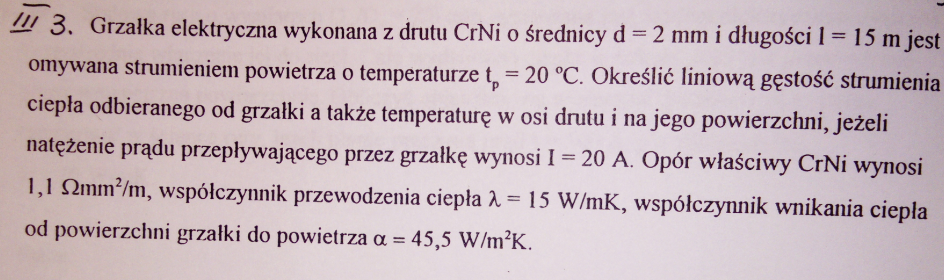 III 3. Grzałka elektryczna wykonana z drutu CrNi o średnicy d = 2 mm i długości l = 15 m jest
omywana strumieniem powietrza o temperaturze tp = 20 °C. Określić liniową gęstość strumienia
ciepła odbieranego od grzałki a także temperaturę w osi drutu i na jego powierzchni, jeżeli
natężenie prądu przepływającego przez grzałkę wynosi I = 20 A. Opór właściwy CrNi wynosi
1,1 Ωmm²/m, współczynnik przewodzenia ciepła λ = 15 W/mK, współczynnik wnikania ciepła
od powierzchni grzałki do powietrza α = 45,5 W/m²K.